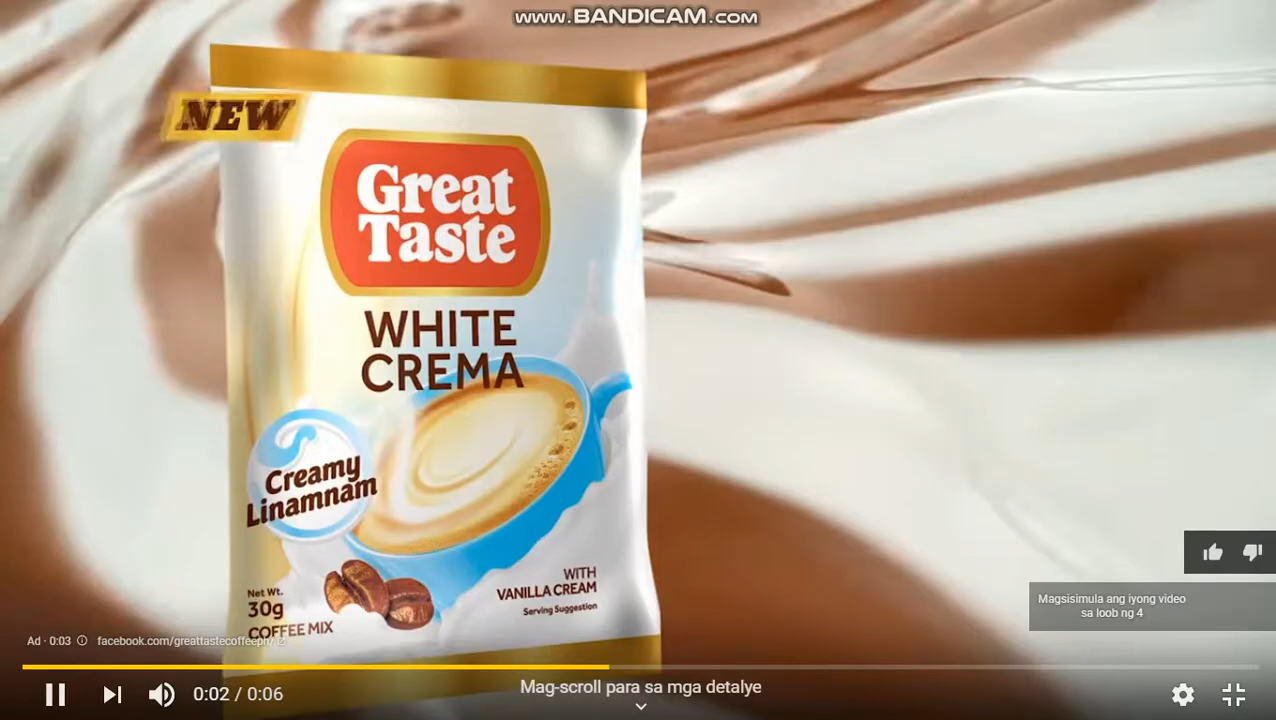 www.BANDICAM.com
NEW
Great
Taste
WHITE
CREMA
Creamy
Linamnam
WITH
VANILLA CREAM
Serving Suggestion
Net Wt.
30g
COFFEE MIX
Magsisimula ang iyong video
sa loob ng 4
Ad · 0:03 facebook.com/greattastecoffeeph/
0:02 / 0:06
Mag-scroll para sa mga detalye